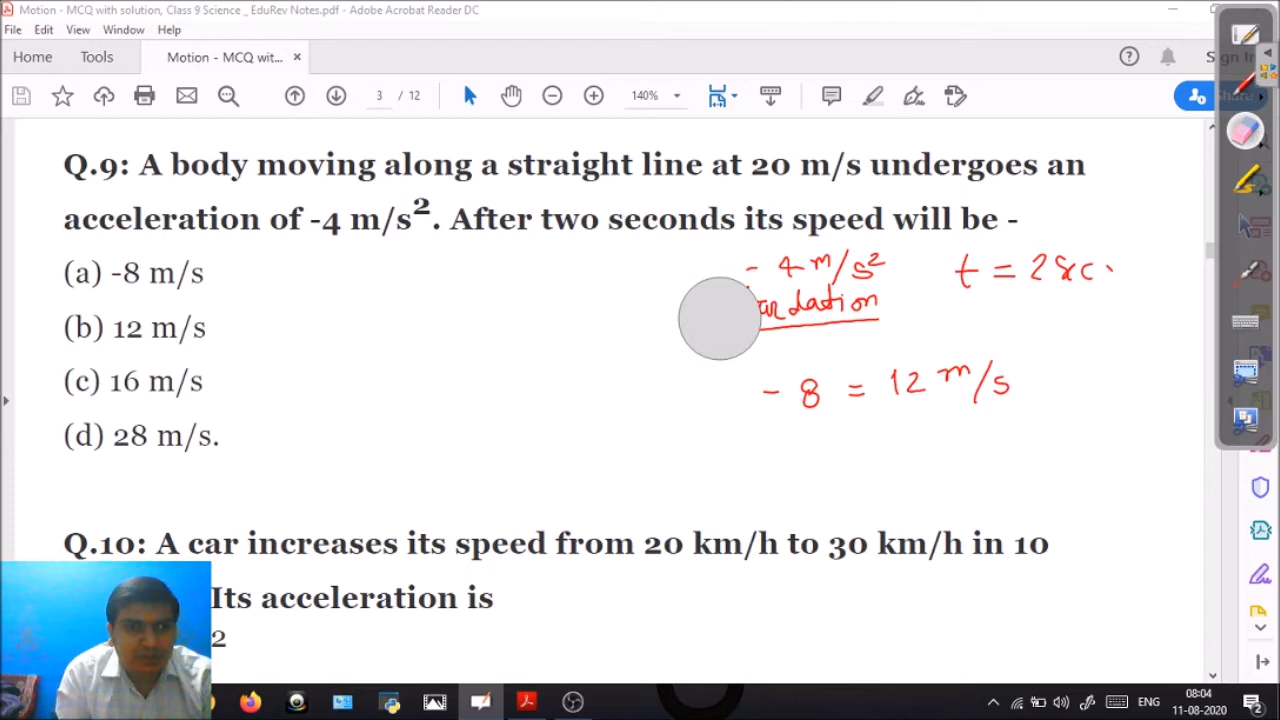 Motion - MCQ with solution, Class 9 Science _ EduRev Notes.pdf - Adobe Acrobat Reader DC
File Edit View Window Help
Home Tools Motion - MCQ wit... ×
3 / 12 140%
Share
Q.9: A body moving along a straight line at 20 m/s undergoes an
acceleration of -4 m/s². After two seconds its speed will be -
- 4 m/s² t = 2 sec.
(a) -8 m/s
ardation
(b) 12 m/s
(c) 16 m/s
- 8 = 12 m/s
(d) 28 m/s.
Q.10: A car increases its speed from 20 km/h to 30 km/h in 10
Its acceleration is
2
ENG
08:04
11-08-2020
2